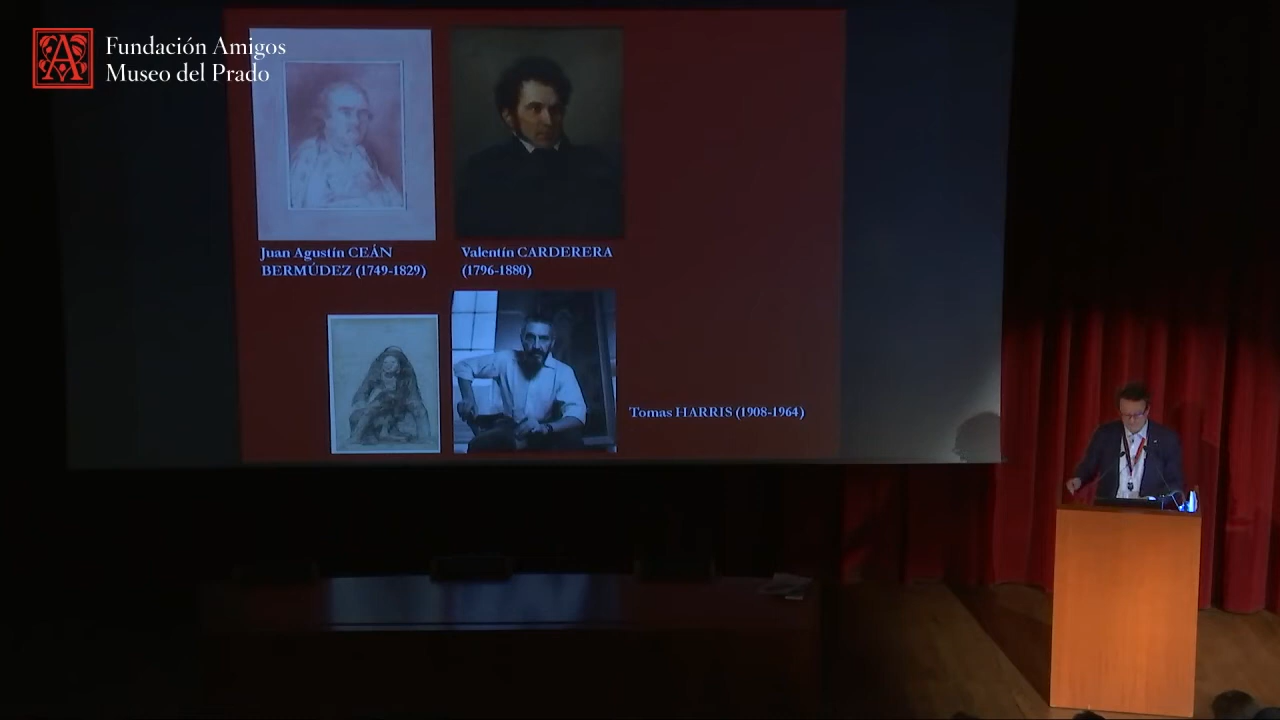 Fundación Amigos
Museo del Prado
Juan Agustín CEÁN
BERMÚDEZ (1749-1829)
Valentín CARDERERA
(1796-1880)
Tomas HARRIS (1908-1964)